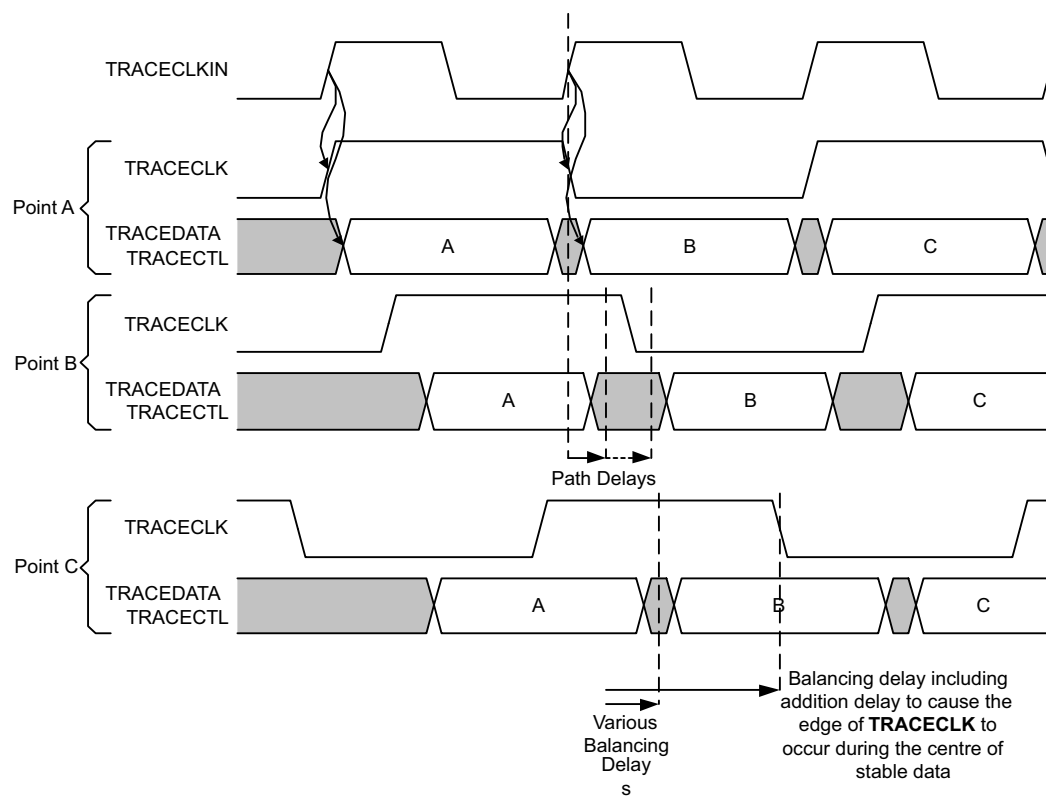 TRACECLKIN
Point A
TRACECLK
TRACEDATA
TRACECTL
A
B
C
Point B
TRACECLK
TRACEDATA
TRACECTL
A
B
C
Path Delays
Point C
TRACECLK
TRACEDATA
TRACECTL
A
B
C
Various
Balancing
Delay
s
Balancing delay including
addition delay to cause the
edge of TRACECLK to
occur during the centre of
stable data